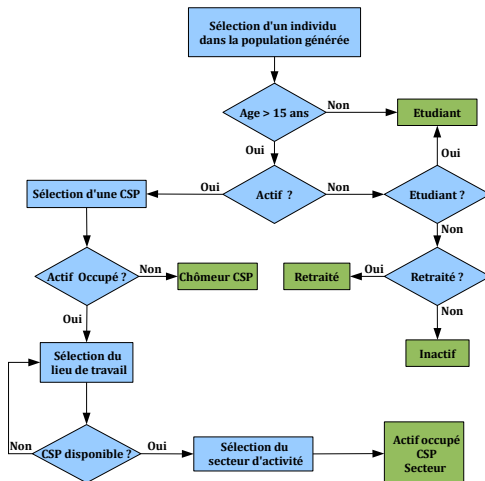 Sélection d'un individu
dans la population générée
Age > 15 ans
Non
Etudiant
Oui
Oui
Sélection d'une CSP
Oui
Actif ?
Non
Etudiant ?
Non
Actif Occupé ?
Non
Chômeur CSP
Retraité
Oui
Retraité ?
Oui
Non
Sélection du
lieu de travail
Inactif
Non
CSP disponible ?
Oui
Sélection du
secteur d'activité
Actif occupé
CSP
Secteur